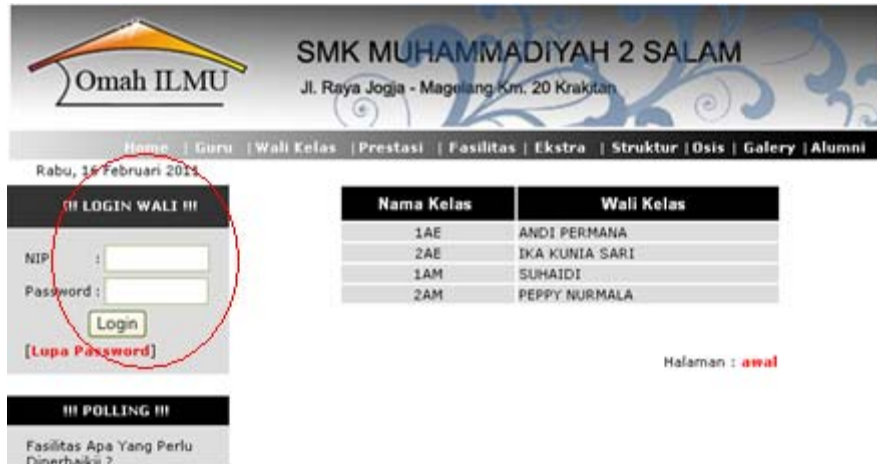 Omah ILMU
SMK MUHAMMADIYAH 2 SALAM
Jl. Raya Jogja - Magelang Km. 20 Krakitan
Home | Guru | Wali Kelas | Prestasi | Fasilitas | Ekstra | Struktur | Osis | Galery | Alumni
Rabu, 16 Februari 2011
!!! LOGIN WALI !!!
NIP :
Password :
Login
[Lupa Password]
Nama Kelas Wali Kelas
1AE ANDI PERMANA
2AE IKA KUNIA SARI
1AM SUHAIDI
2AM PEPPY NURMALA
Halaman : awal
!!! POLLING !!!
Fasilitas Apa Yang Perlu
Diperbaikii ?